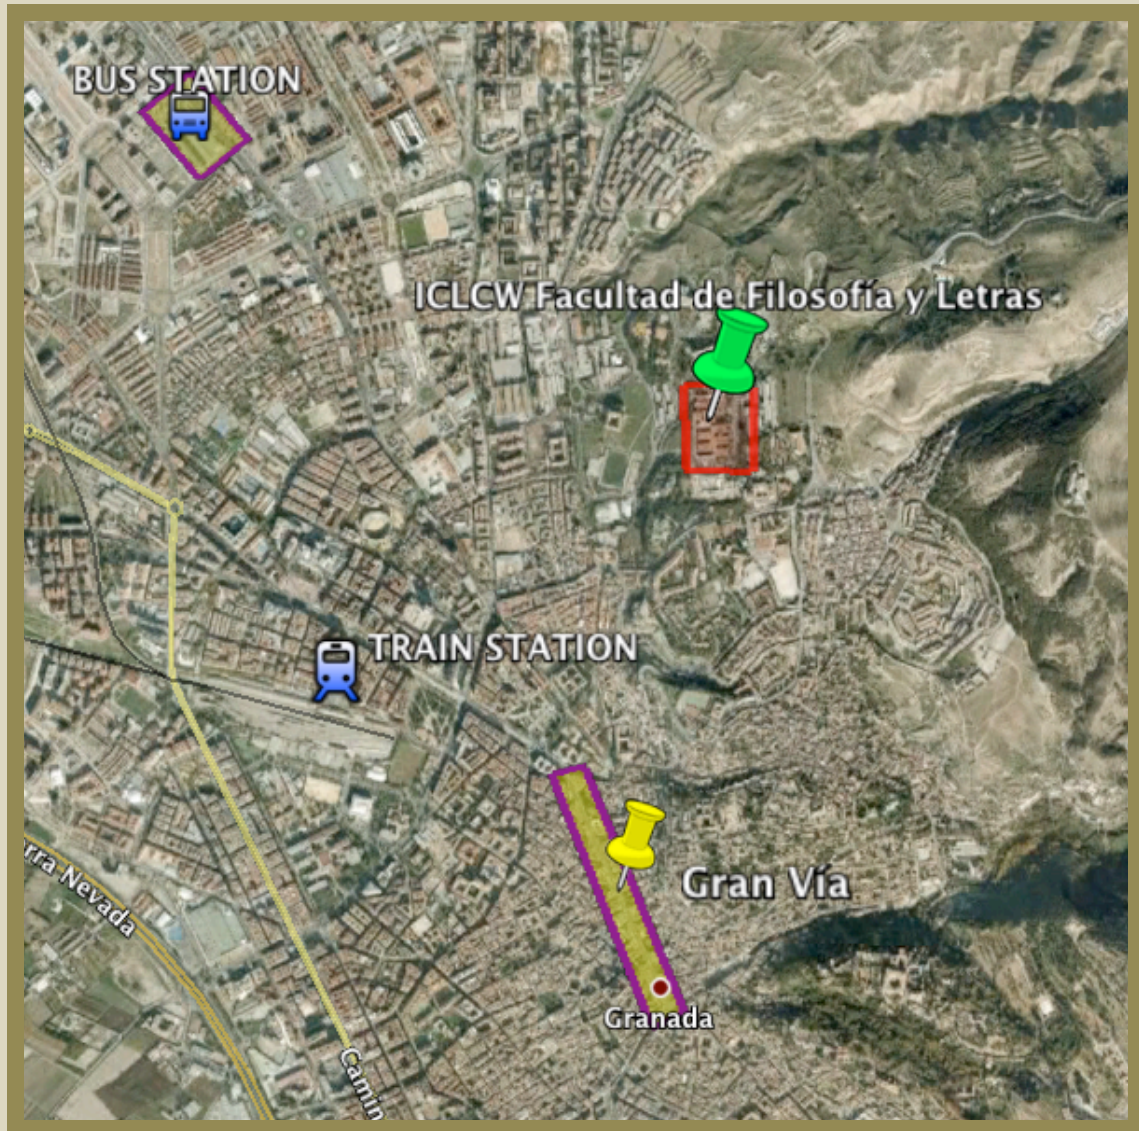 BUS STATION
ICLCW Facultad de Filosofía y Letras
TRAIN STATION
rra Nevada
Gran Vía
Granada
Camin